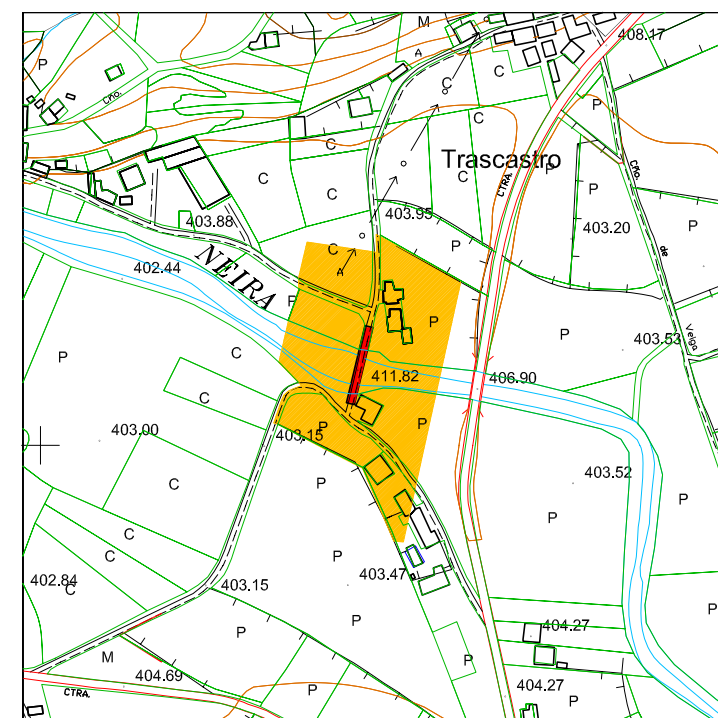 408.17
M
A
P
C
C
Cño.
P
C
C
Trascastro
Cño.
CTRA.
C
P
C
P
403.95
403.88
403.20
P
de
C
P
402.44
NEIRA
A
P
P
Veiga
403.53
P
C
P
411.82
406.90
C
403.00
403.15
P
P
403.52
C
P
P
P
C
C
P
402.84
C
403.15
403.47
P
P
P
404.27
P
M
P
404.69
P
404.27
P
CTRA.